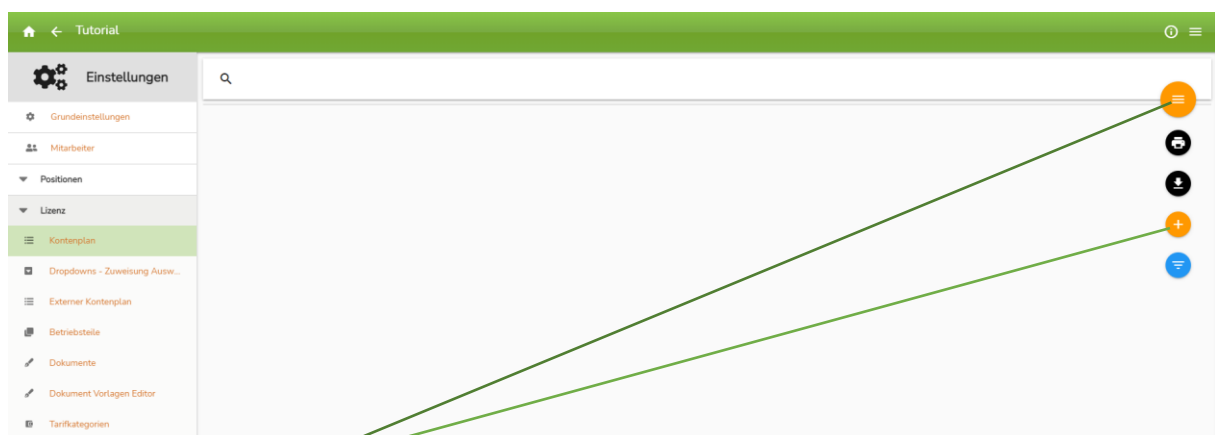 Tutorial
Einstellungen
Grundeinstellungen
Mitarbeiter
Positionen
Lizenz
Kontenplan
Dropdowns - Zuweisung Ausw...
Externer Kontenplan
Betriebsteile
Dokumente
Dokument Vorlagen Editor
Tarifkategorien